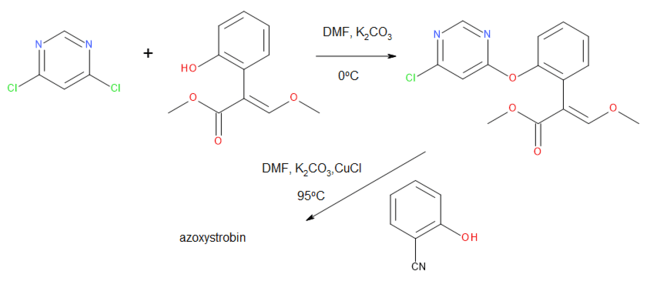 DMF, K₂CO₃
0ºC
+
N
N
Cl
Cl
HO
O
O
O
N
N
Cl
O
O
O
O
DMF, K₂CO₃,CuCl
95ºC
OH
CN
azoxystrobin